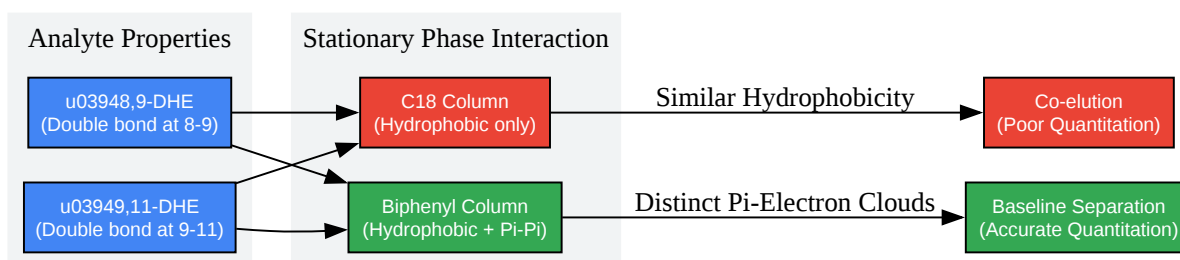 Analyte Properties
Stationary Phase Interaction
u03948,9-DHE
(Double bond at 8-9)
C18 Column
(Hydrophobic only)
Similar Hydrophobicity
Co-elution
(Poor Quantitation)
u03949,11-DHE
(Double bond at 9-11)
Biphenyl Column
(Hydrophobic + Pi-Pi)
Distinct Pi-Electron Clouds
Baseline Separation
(Accurate Quantitation)